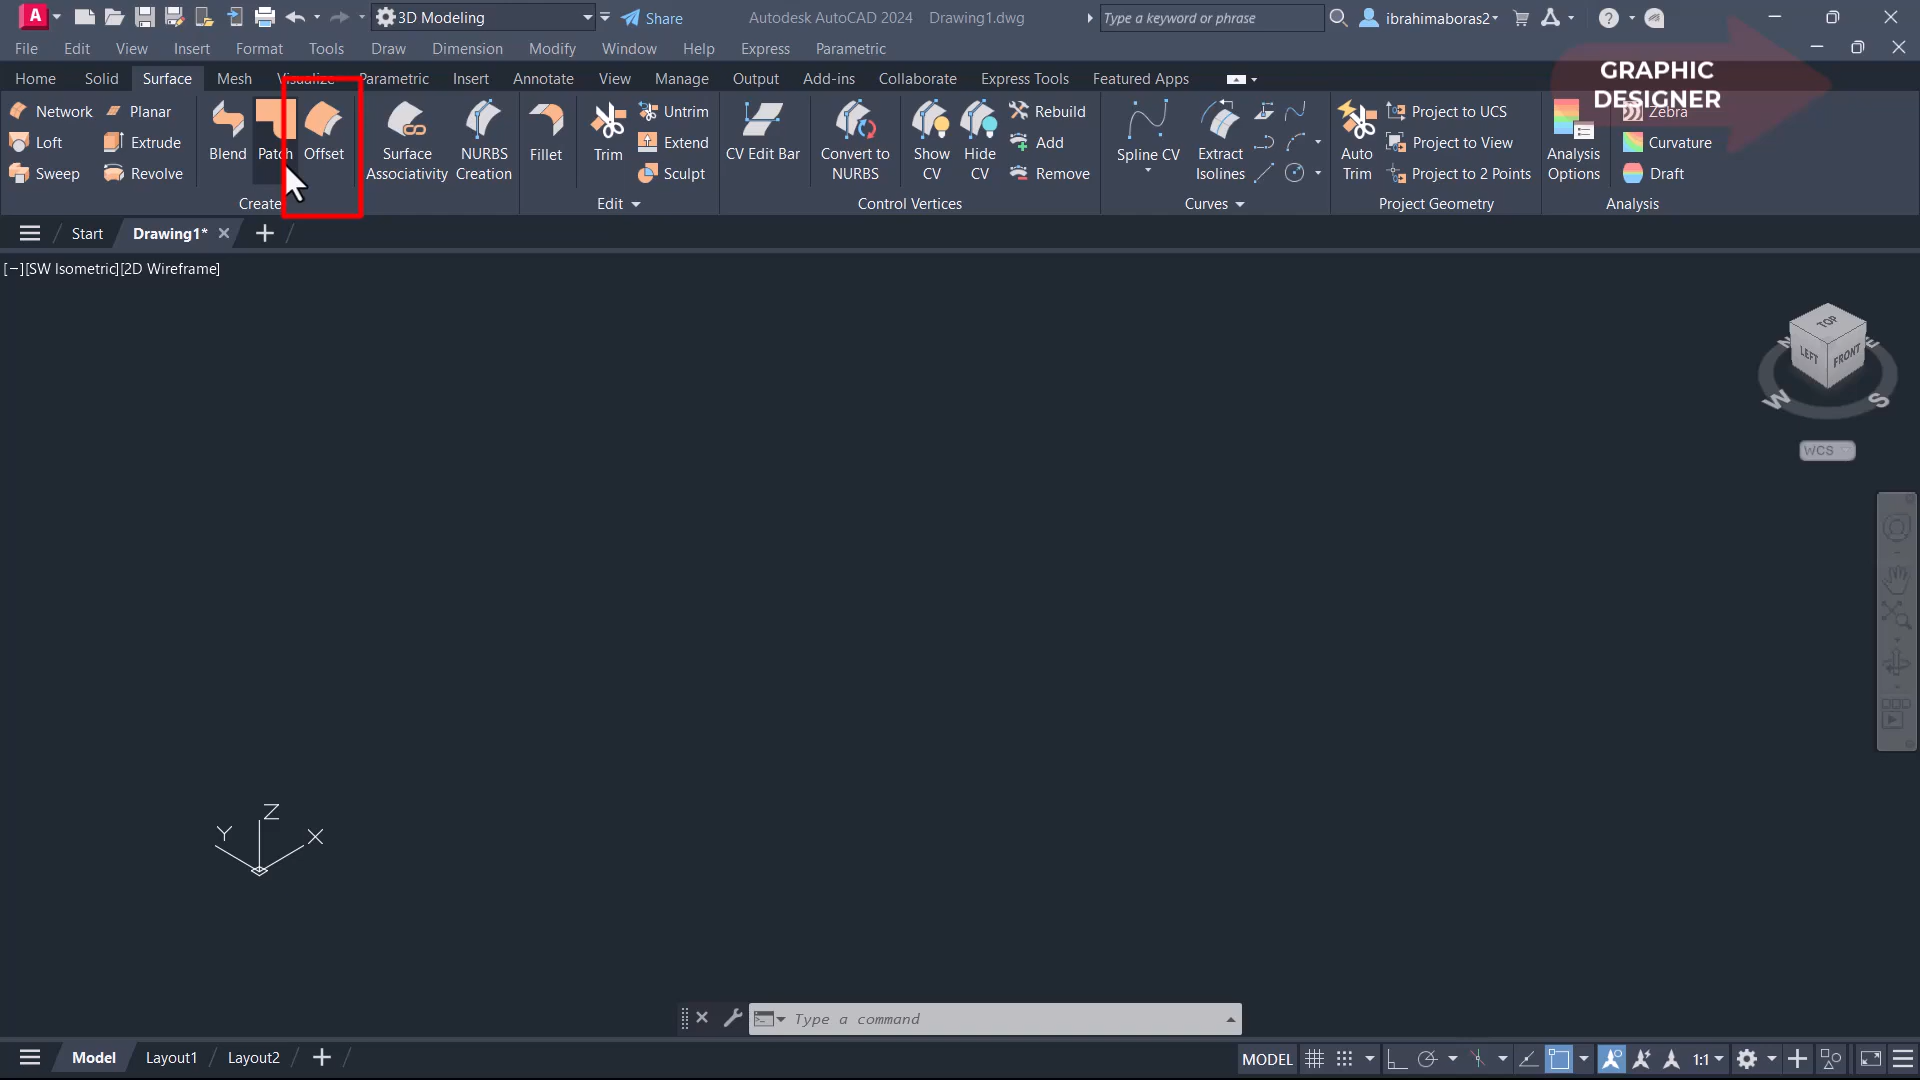 A
3D Modeling
Share
Autodesk AutoCAD 2024 Drawing1.dwg
Type a keyword or phrase
ibrahimaboras2
File Edit View Insert Format Tools Draw Dimension Modify Window Help Express Parametric
Home Solid Surface Mesh Visualize Parametric Insert Annotate View Manage Output Add-ins Collaborate Express Tools Featured Apps
GRAPHIC
DESIGNER
Network Planar
Loft Extrude
Sweep Revolve
Blend Patch Offset
Create
Surface
Associativity
NURBS
Creation
Fillet
Trim
Untrim
Extend
Sculpt
Edit
CV Edit Bar
Convert to
NURBS
Show
CV
Hide
CV
Rebuild
Add
Remove
Control Vertices
Spline CV
Extract
Isolines
Curves
Auto
Trim
Project to UCS
Project to View
Project to 2 Points
Project Geometry
Analysis
Options
Zebra
Curvature
Draft
Analysis
Start Drawing1*
[−][SW Isometric][2D Wireframe]
TOP
LEFT FRONT
W S
WCS
Z
Y X
Type a command
Model Layout1 Layout2
MODEL 1:1